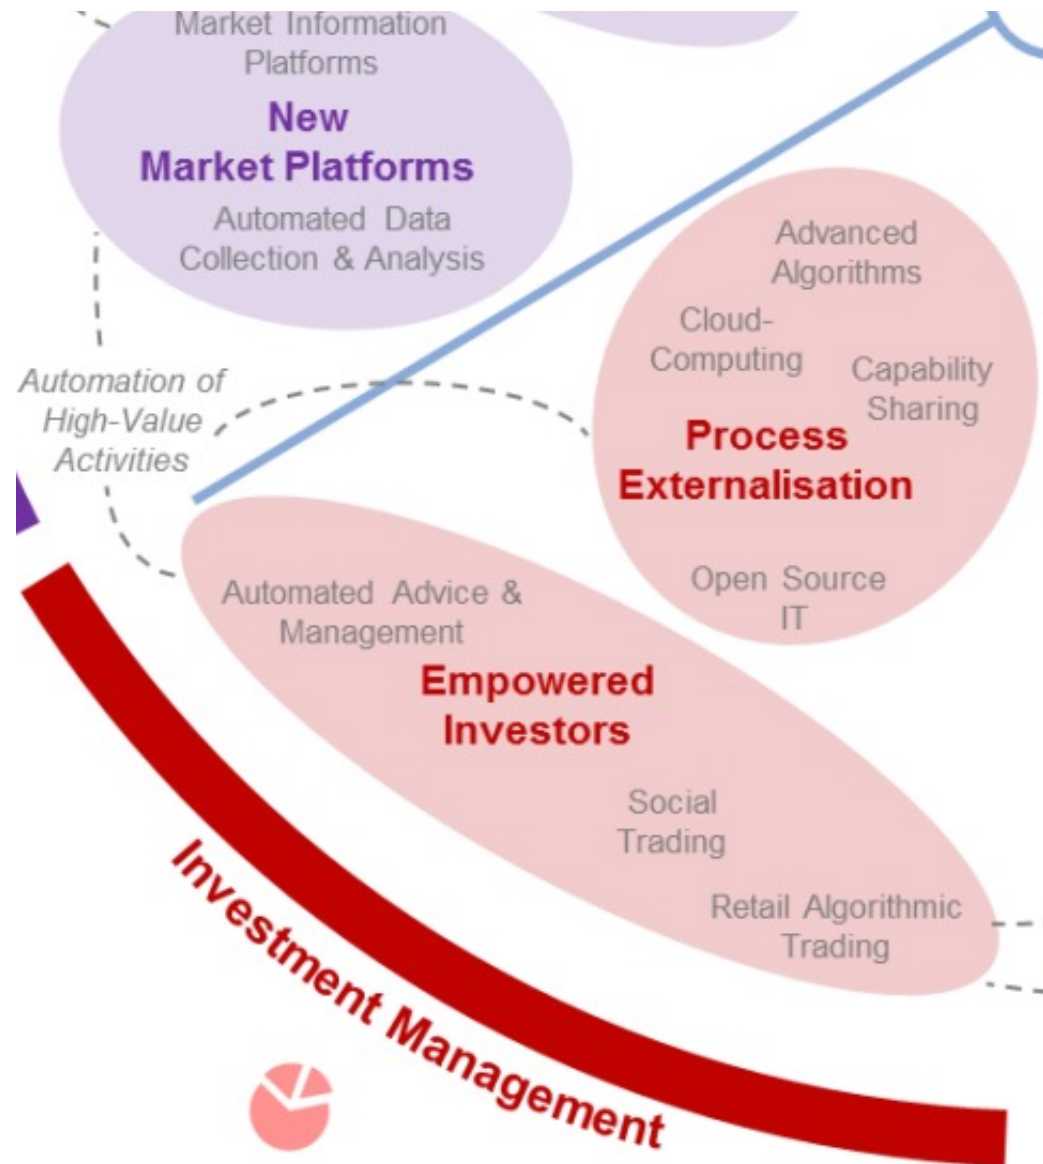 Market Information
Platforms
New
Market Platforms
Automated Data
Collection & Analysis
Advanced
Algorithms
Cloud-
Computing
Capability
Sharing
Process
Externalisation
Open Source
IT
Automation of
High-Value
Activities
Automated Advice &
Management
Empowered
Investors
Social
Trading
Retail Algorithmic
Trading
Investment Management